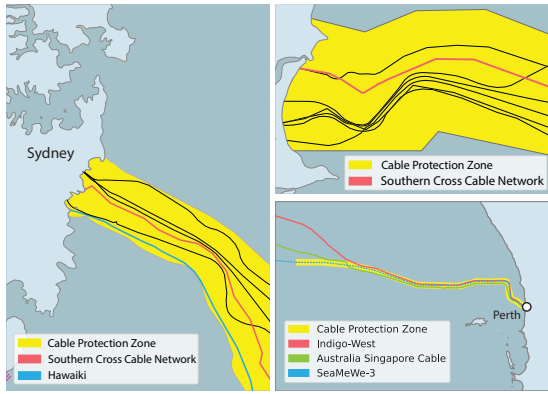 Sydney
Cable Protection Zone
Southern Cross Cable Network
Hawaiki
Cable Protection Zone
Southern Cross Cable Network
Perth
Cable Protection Zone
Indigo-West
Australia Singapore Cable
SeaMeWe-3